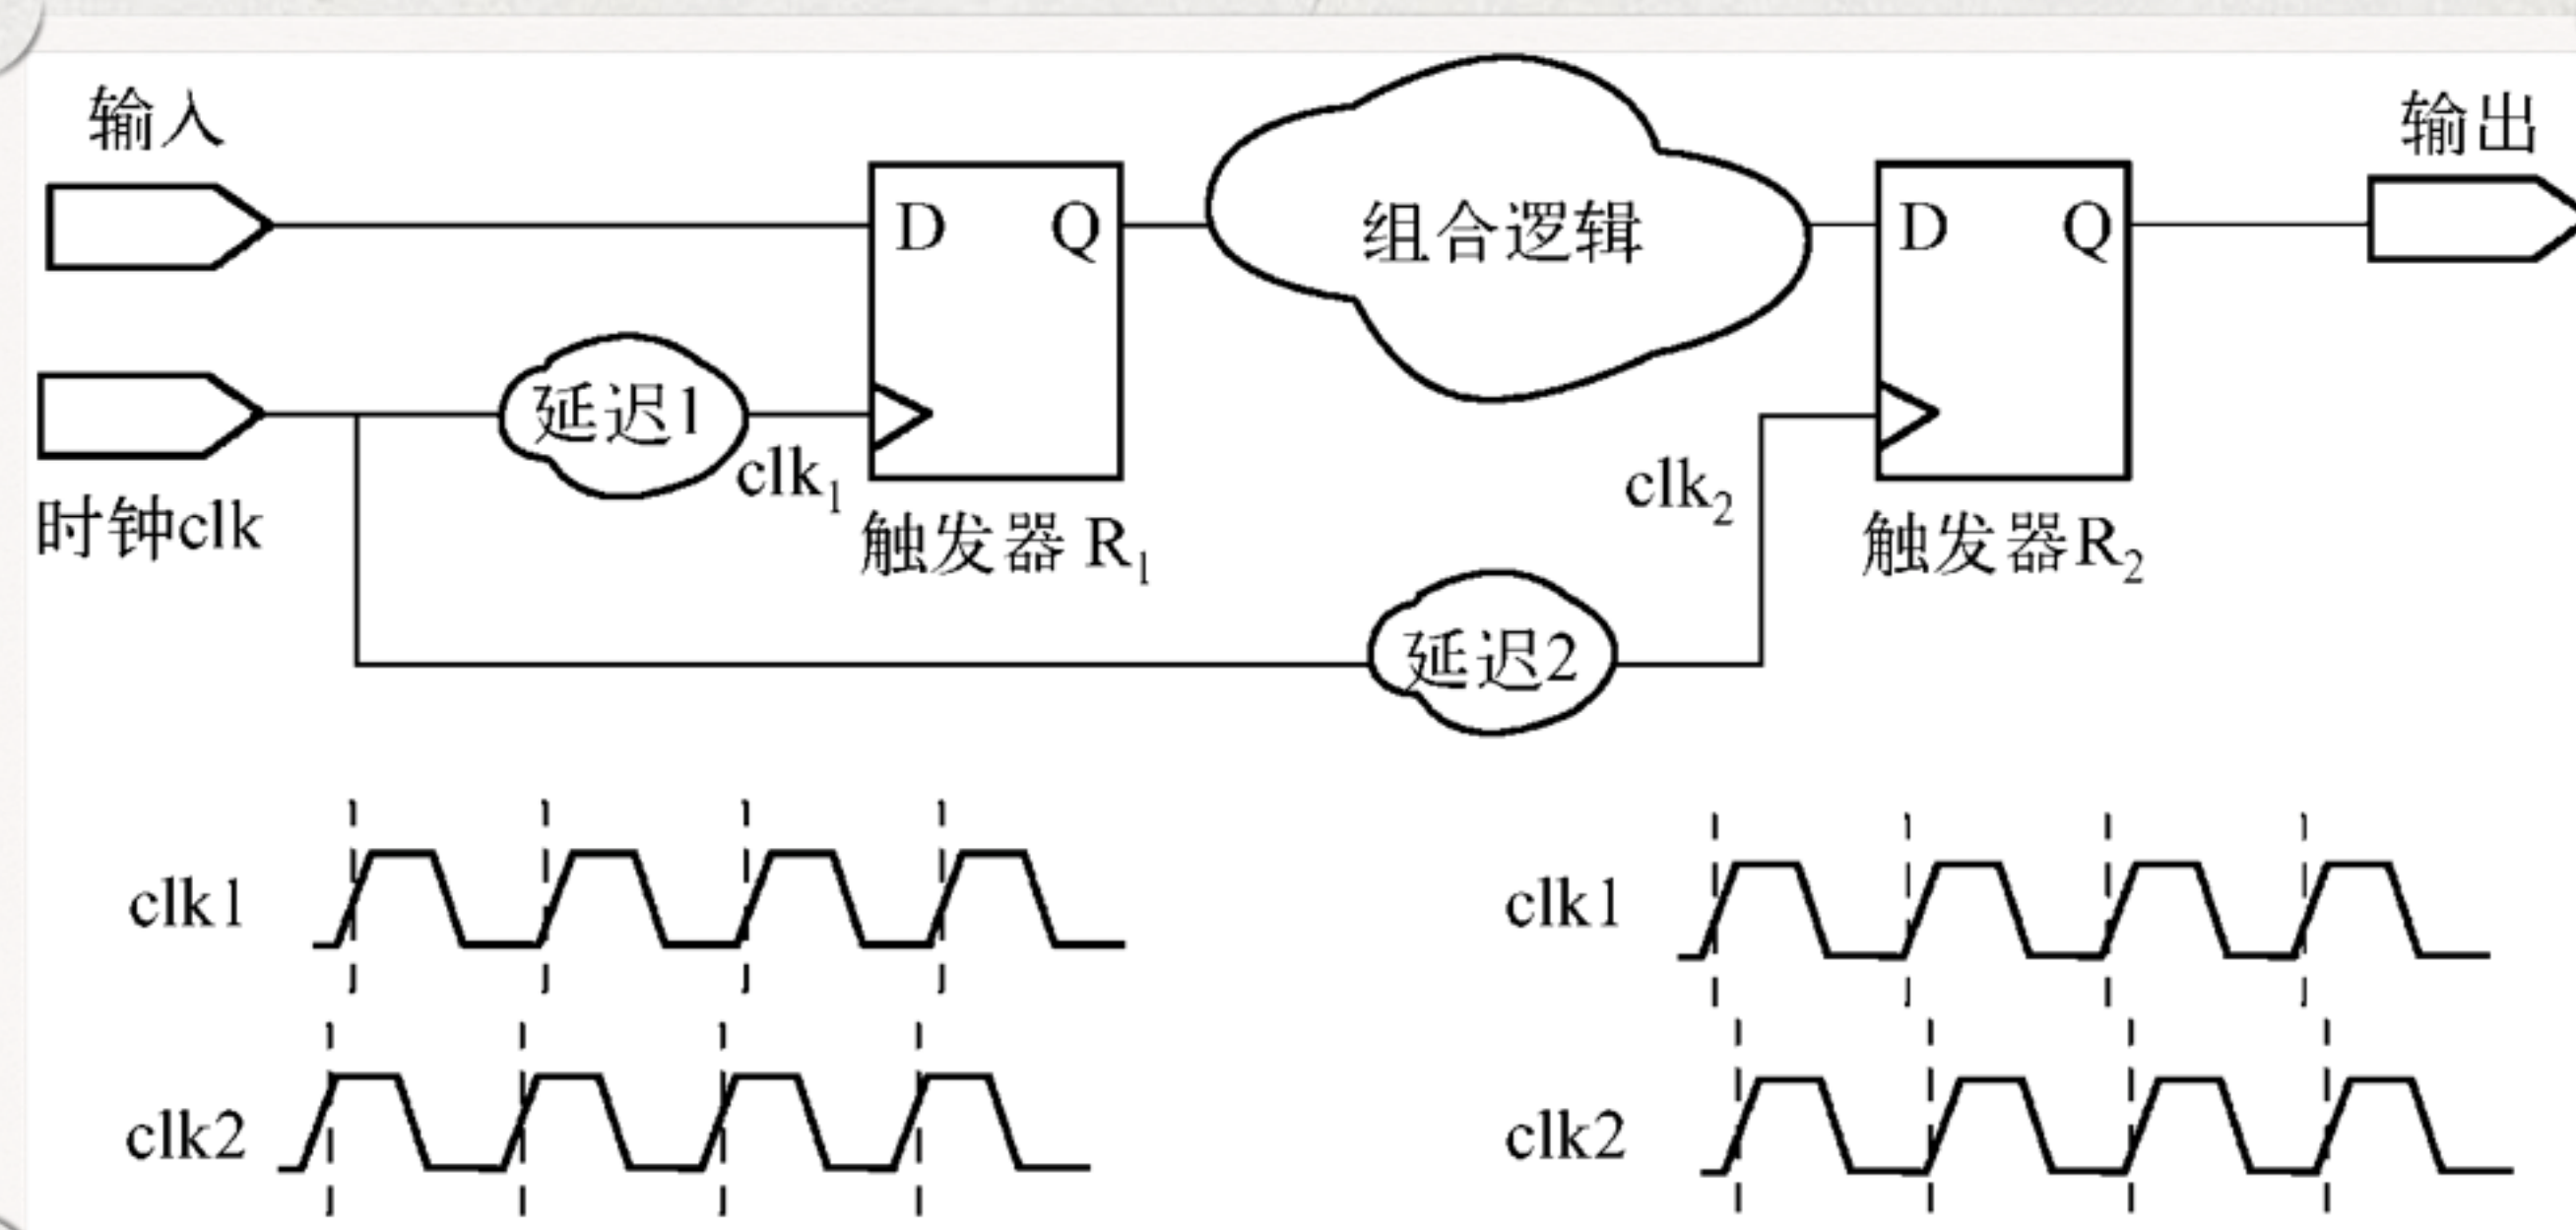 输入
输出
D Q
组合逻辑
D Q
时钟clk
延迟1
clk₁
触发器 R₁
clk₂
触发器R₂
延迟2
clk1
clk1
clk2
clk2